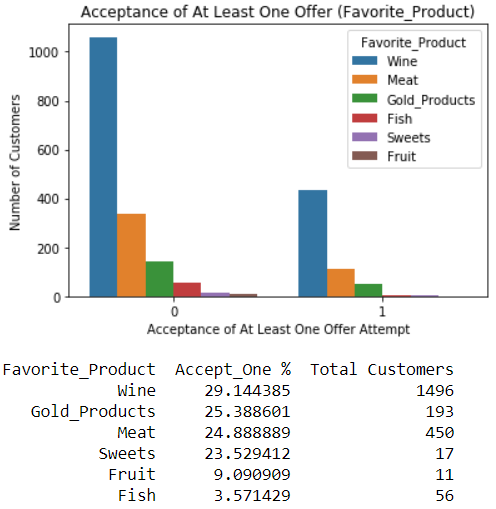 Acceptance of At Least One Offer (Favorite_Product)
Number of Customers
1000
800
600
400
200
0
Favorite_Product
Wine
Meat
Gold_Products
Fish
Sweets
Fruit
0 1
Acceptance of At Least One Offer Attempt
Favorite_Product Accept_One % Total Customers
Wine 29.144385 1496
Gold_Products 25.388601 193
Meat 24.888889 450
Sweets 23.529412 17
Fruit 9.090909 11
Fish 3.571429 56